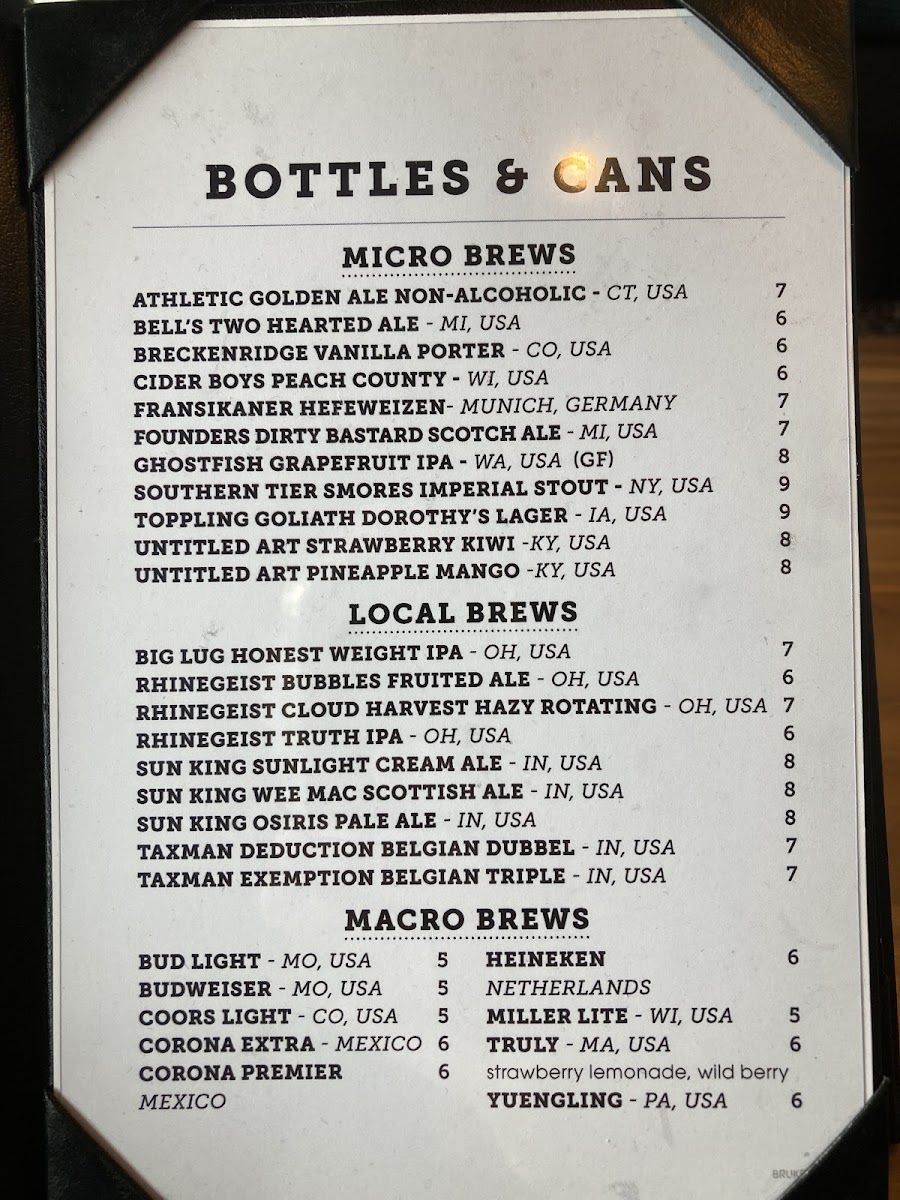 BOTTLES & CANS
MICRO BREWS
ATHLETIC GOLDEN ALE NON-ALCOHOLIC - CT, USA 7
BELL'S TWO HEARTED ALE - MI, USA 6
BRECKENRIDGE VANILLA PORTER - CO, USA 6
CIDER BOYS PEACH COUNTY - WI, USA 6
FRANSIKANER HEFEWEIZEN- MUNICH, GERMANY 7
FOUNDERS DIRTY BASTARD SCOTCH ALE - MI, USA 7
GHOSTFISH GRAPEFRUIT IPA - WA, USA (GF) 8
SOUTHERN TIER SMORES IMPERIAL STOUT - NY, USA 9
TOPPLING GOLIATH DOROTHY'S LAGER - IA, USA 9
UNTITLED ART STRAWBERRY KIWI -KY, USA 8
UNTITLED ART PINEAPPLE MANGO -KY, USA 8
LOCAL BREWS
BIG LUG HONEST WEIGHT IPA - OH, USA 7
RHINEGEIST BUBBLES FRUITED ALE - OH, USA 6
RHINEGEIST CLOUD HARVEST HAZY ROTATING - OH, USA 7
RHINEGEIST TRUTH IPA - OH, USA 6
SUN KING SUNLIGHT CREAM ALE - IN, USA 8
SUN KING WEE MAC SCOTTISH ALE - IN, USA 8
SUN KING OSIRIS PALE ALE - IN, USA 8
TAXMAN DEDUCTION BELGIAN DUBBEL - IN, USA 7
TAXMAN EXEMPTION BELGIAN TRIPLE - IN, USA 7
MACRO BREWS
BUD LIGHT - MO, USA 5
BUDWEISER - MO, USA 5
COORS LIGHT - CO, USA 5
CORONA EXTRA - MEXICO 6
CORONA PREMIER 6
MEXICO
HEINEKEN 6
NETHERLANDS
MILLER LITE - WI, USA 5
TRULY - MA, USA 6
strawberry lemonade, wild berry
YUENGLING - PA, USA 6